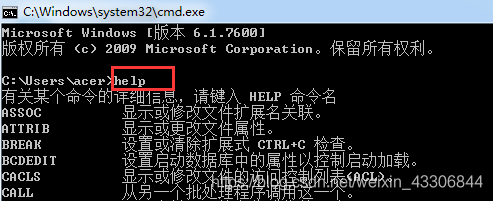 C:\Windows\system32\cmd.exe
Microsoft Windows [版本 6.1.7600]
版权所有 (c) 2009 Microsoft Corporation。保留所有权利。
C:\Users\acer>help
有关某个命令的详细信息，请键入 HELP 命令名
ASSOC 显示或修改文件扩展名关联。
ATTRIB 显示或更改文件属性。
BREAK 设置或清除扩展式 CTRL+C 检查。
BCDEDIT 设置启动数据库中的属性以控制启动加载。
CACLS 显示或修改文件的访问控制列表(ACL)。
CALL 从另一个批处理程序调用这一个。
https://blog.csdn.net/weixin_43306844